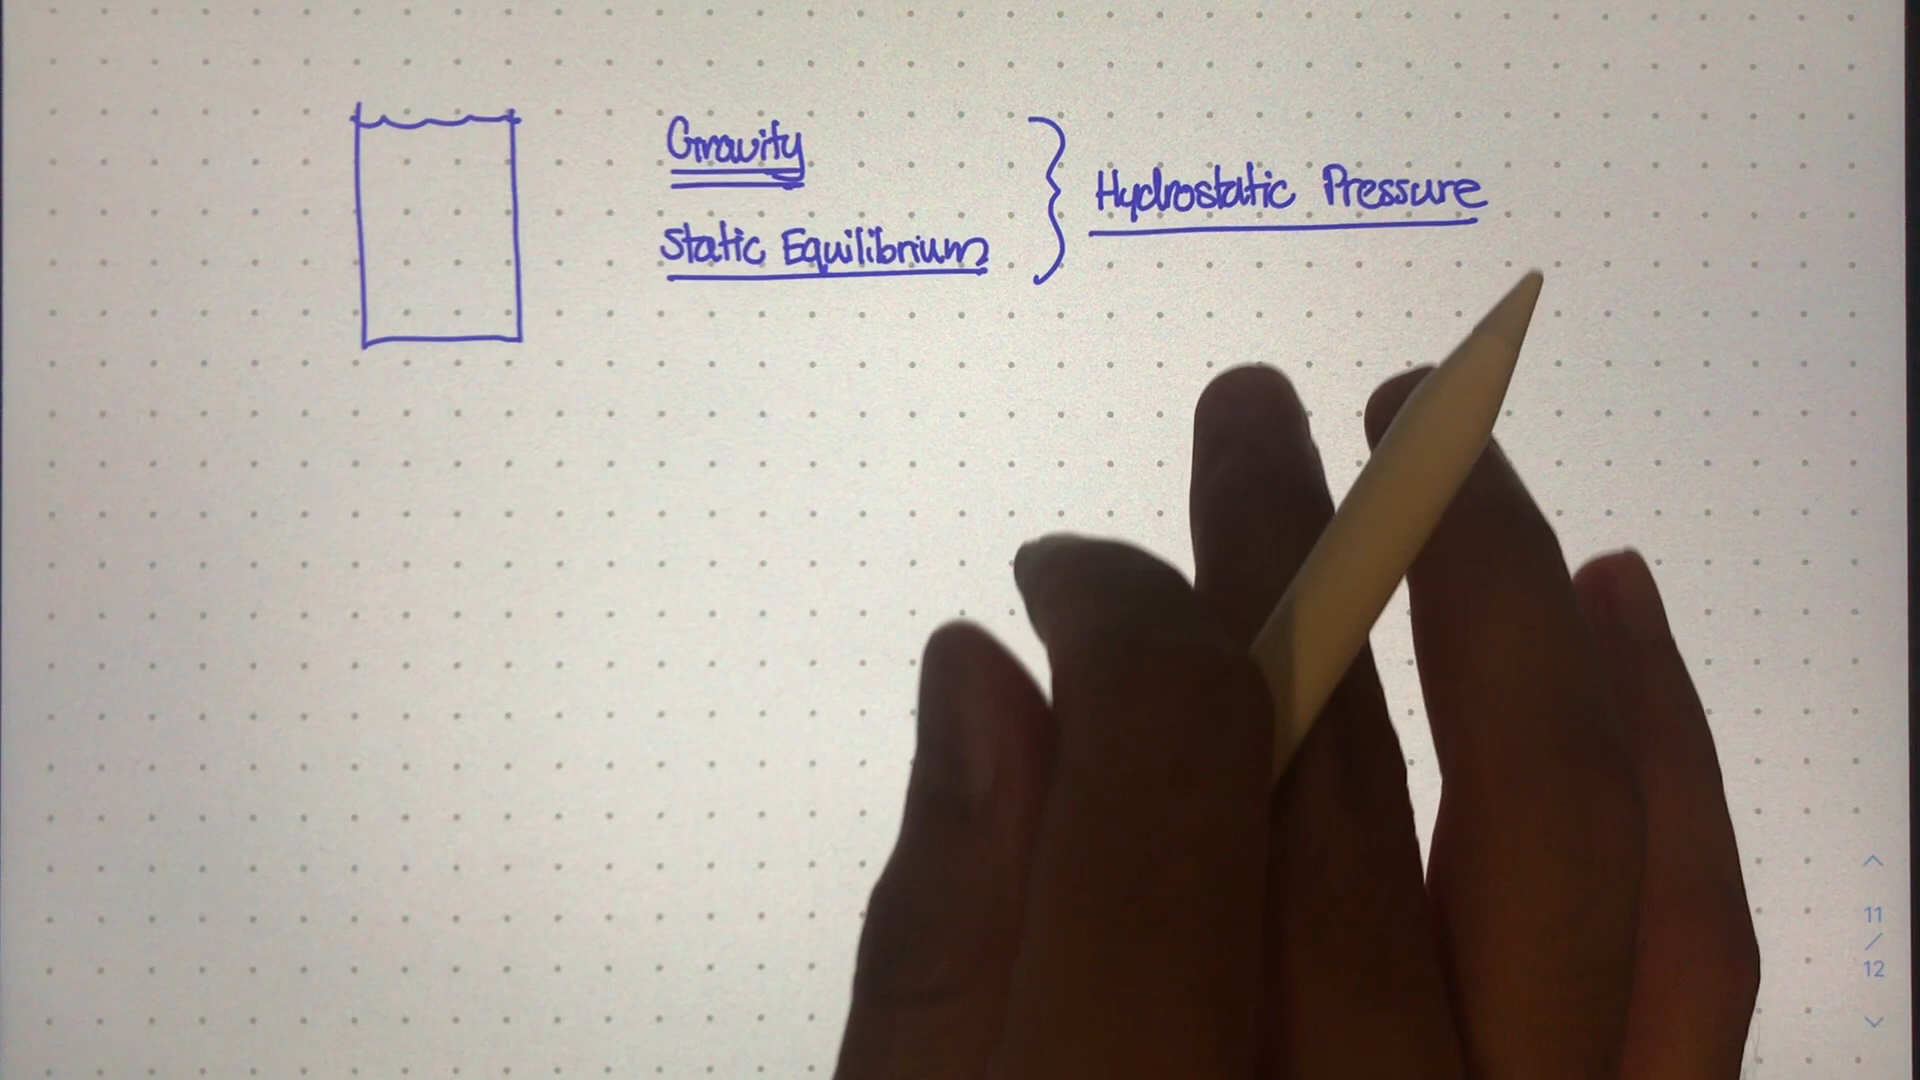 Gravity
Static Equilibrium
Hydrostatic Pressure
11
/
12